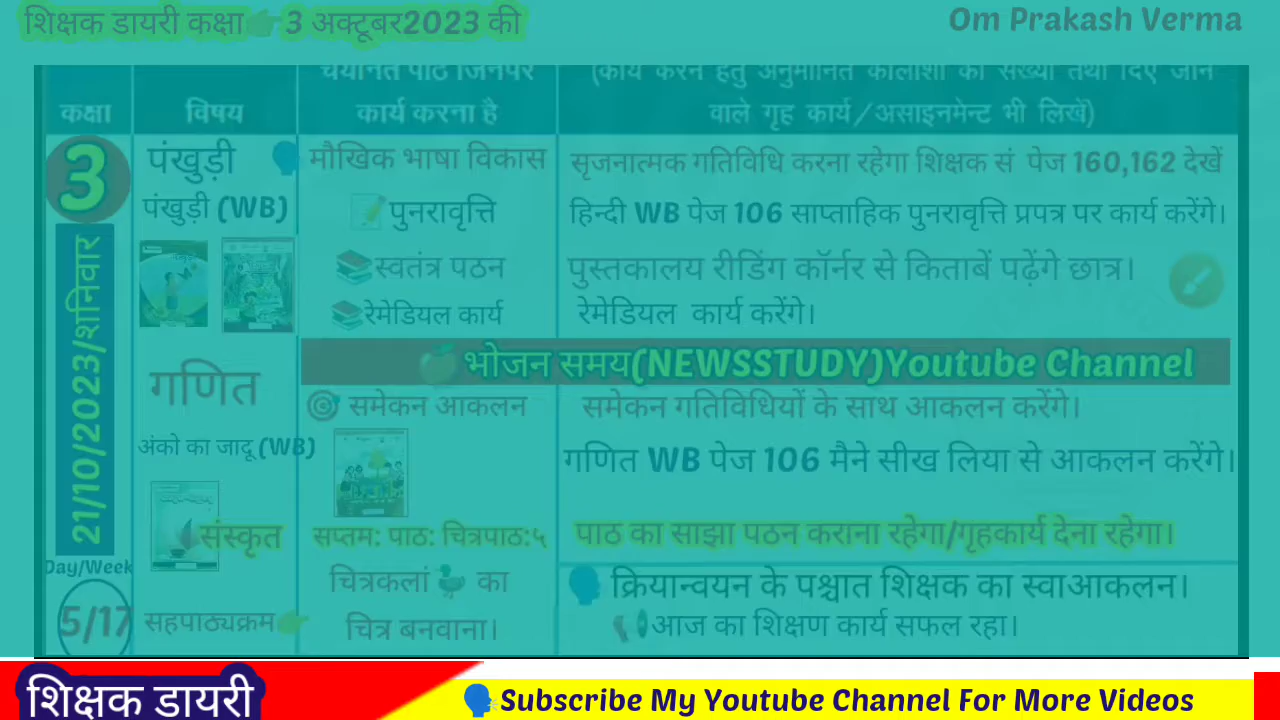 शिक्षक डायरी कक्षा👉3 अक्टूबर2023 की
Om Prakash Verma
चयनित पाठ जिनपर
कार्य करना है
(कार्य करने हेतु अनुमानित कालांशों की संख्या तथा दिए जाने
वाले गृह कार्य/असाइनमेन्ट भी लिखें)
कक्षा
विषय
3
21/10/2023/शनिवार
Day/Week
5/17
पंखुड़ी
🗣मौखिक भाषा विकास
सृजनात्मक गतिविधि करना रहेगा शिक्षक सं पेज 160,162 देखें
पंखुड़ी (WB)
📝पुनरावृत्ति
हिन्दी WB पेज 106 साप्ताहिक पुनरावृत्ति प्रपत्र पर कार्य करेंगे।
📚स्वतंत्र पठन
पुस्तकालय रीडिंग कॉर्नर से किताबें पढ़ेंगे छात्र।
📚रेमेडियल कार्य
रेमेडियल कार्य करेंगे।
🍏भोजन समय(NEWSSTUDY)Youtube Channel
गणित
🎯 समेकन आकलन
समेकन गतिविधियों के साथ आकलन करेंगे।
अंको का जादू (WB)
गणित WB पेज 106 मैने सीख लिया से आकलन करेंगे।
संस्कृत
सप्तम: पाठ: चित्रपाठ:५
पाठ का साझा पठन कराना रहेगा/गृहकार्य देना रहेगा।
सहपाठ्यक्रम👉
चित्रकलां🦆 का
चित्र बनवाना।
🗣क्रियान्वयन के पश्चात शिक्षक का स्वाआकलन।
📢आज का शिक्षण कार्य सफल रहा।
शिक्षक डायरी
🗣Subscribe My Youtube Channel For More Videos